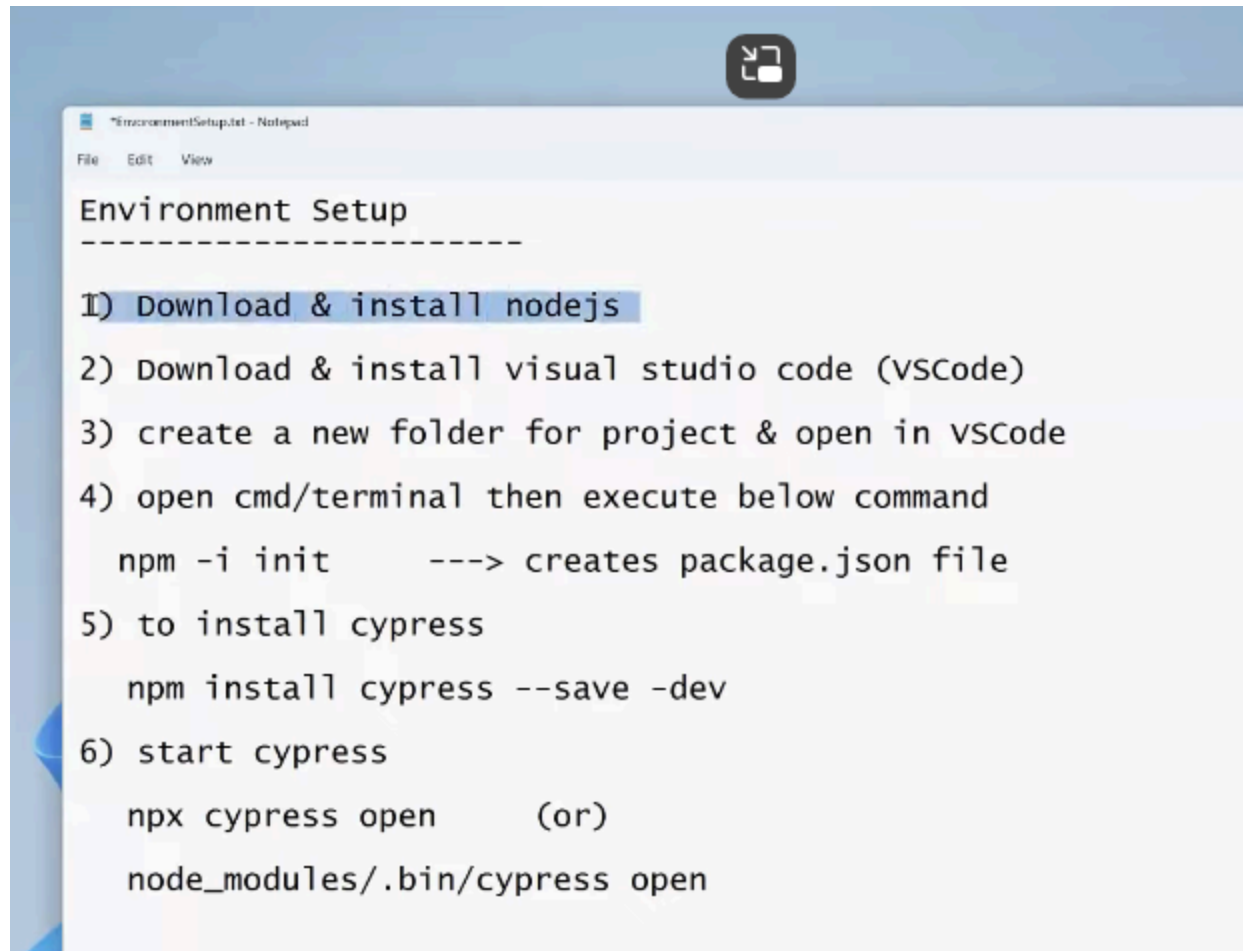 *EnvironmentSetup.txt - Notepad
File Edit View
Environment Setup
-----------------------
1) Download & install nodejs
2) Download & install visual studio code (VSCode)
3) create a new folder for project & open in VSCode
4) open cmd/terminal then execute below command
npm -i init ---> creates package.json file
5) to install cypress
npm install cypress --save -dev
6) start cypress
npx cypress open (or)
node_modules/.bin/cypress open